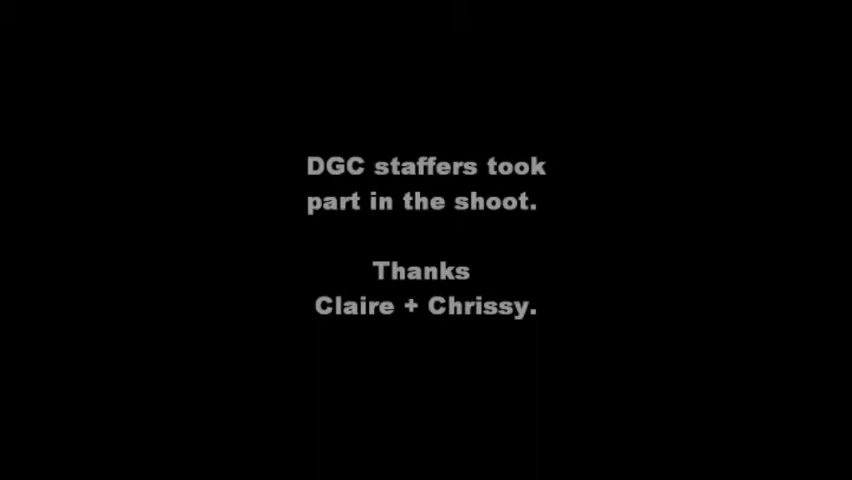 DGC staffers took
part in the shoot.
Thanks
Claire + Chrissy.